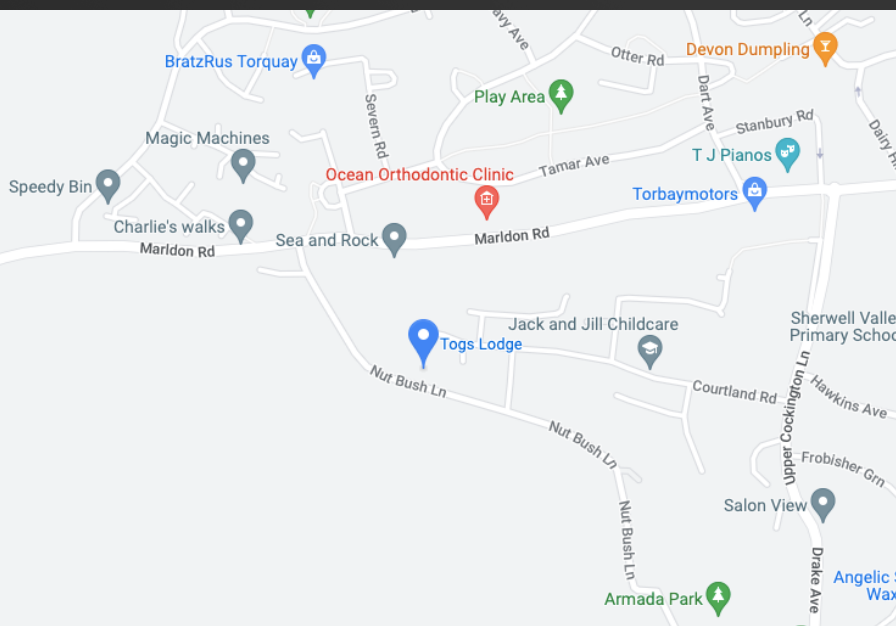 Devon Dumpling
Otter Rd
BratzRus Torquay
Play Area
Severn Rd
Dart Ave
Stanbury Rd
Magic Machines
T J Pianos
Tamar Ave
Ocean Orthodontic Clinic
Speedy Bin
Torbaymotors
Charlie's walks
Sea and Rock
Marldon Rd
Marldon Rd
Jack and Jill Childcare
Togs Lodge
Primary
Nut Bush Ln
Courtland Rd
Hawkins Ave
Upper Cockington Ln
Nut Bush Ln
Frobisher Grn
Salon View
Nut Bush Ln
Drake Ave
Angelic
Armada Park